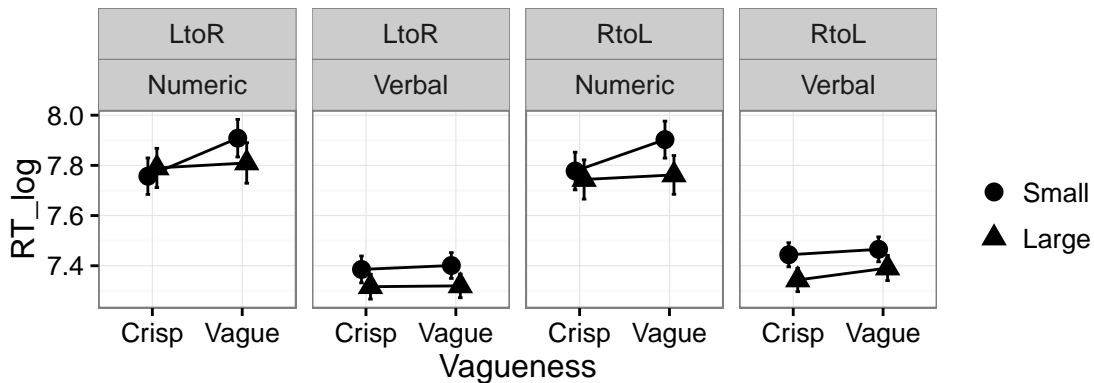 LtoR LtoR RtoL RtoL
Numeric Verbal Numeric Verbal
8.0
7.8
7.6
7.4
RT_log
Small
Large
Crisp Vague Crisp Vague Crisp Vague Crisp Vague
Vagueness